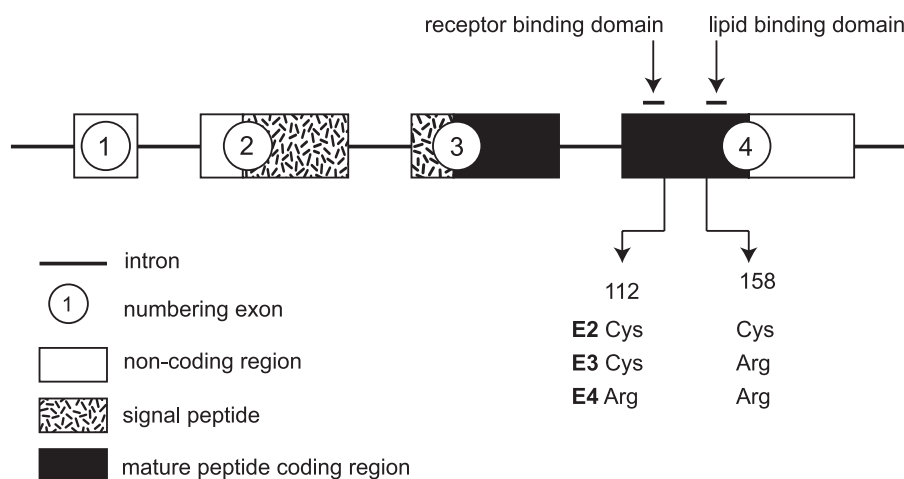 receptor binding domain lipid binding domain
1 2 3 4
intron
1 numbering exon
non-coding region
signal peptide
mature peptide coding region
112 158
E2 Cys Cys
E3 Cys Arg
E4 Arg Arg